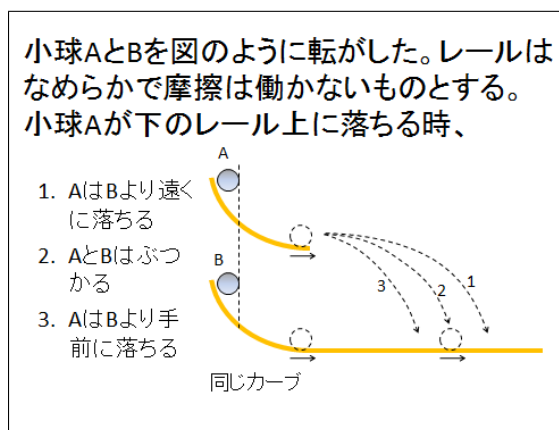 小球AとBを図のように転がした。レールは
なめらかで摩擦は働かないものとする。
小球Aが下のレール上に落ちる時、
A
1. AはBより遠く
に落ちる
2. AとBはぶつ
かる
3. AはBより手
前に落ちる
B
3
2
1
同じカーブ